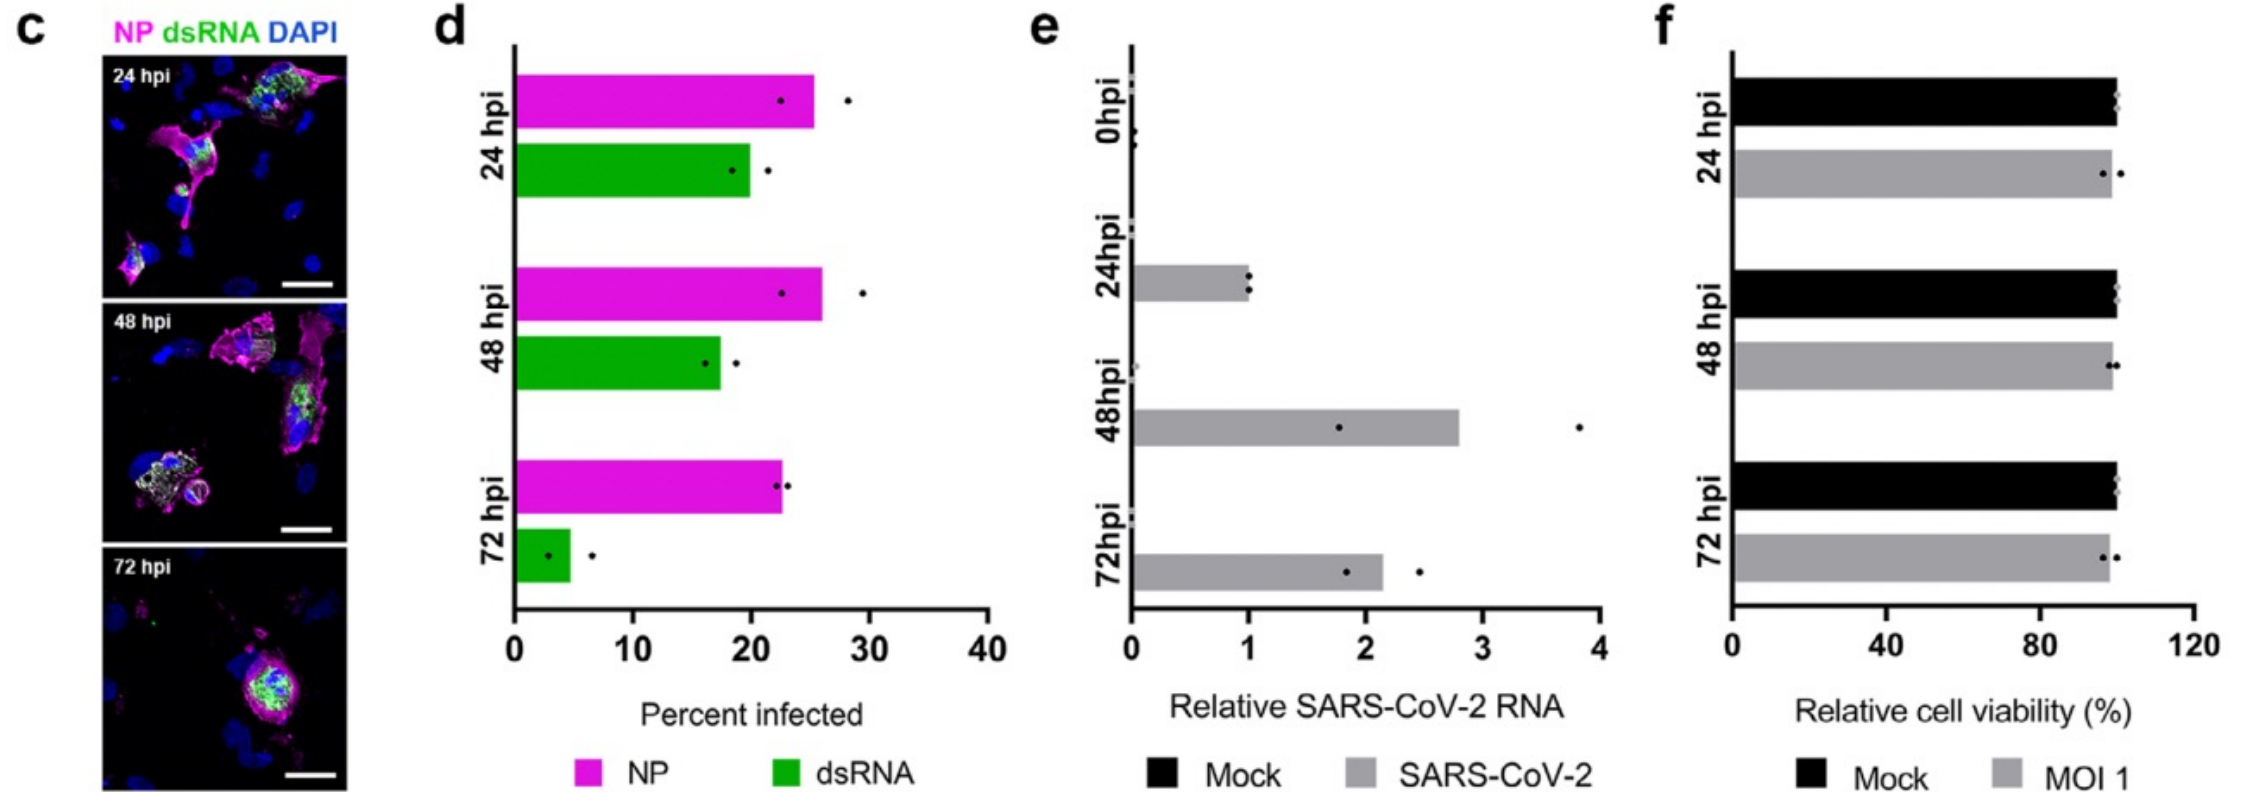 c
NP dsRNA DAPI
24 hpi
48 hpi
72 hpi
d
24 hpi
48 hpi
72 hpi
0 10 20 30 40
Percent infected
NP dsRNA
e
0hpi
24hpi
48hpi
72hpi
0 1 2 3 4
Relative SARS-CoV-2 RNA
Mock SARS-CoV-2
f
24 hpi
48 hpi
72 hpi
0 40 80 120
Relative cell viability (%)
Mock MOI 1